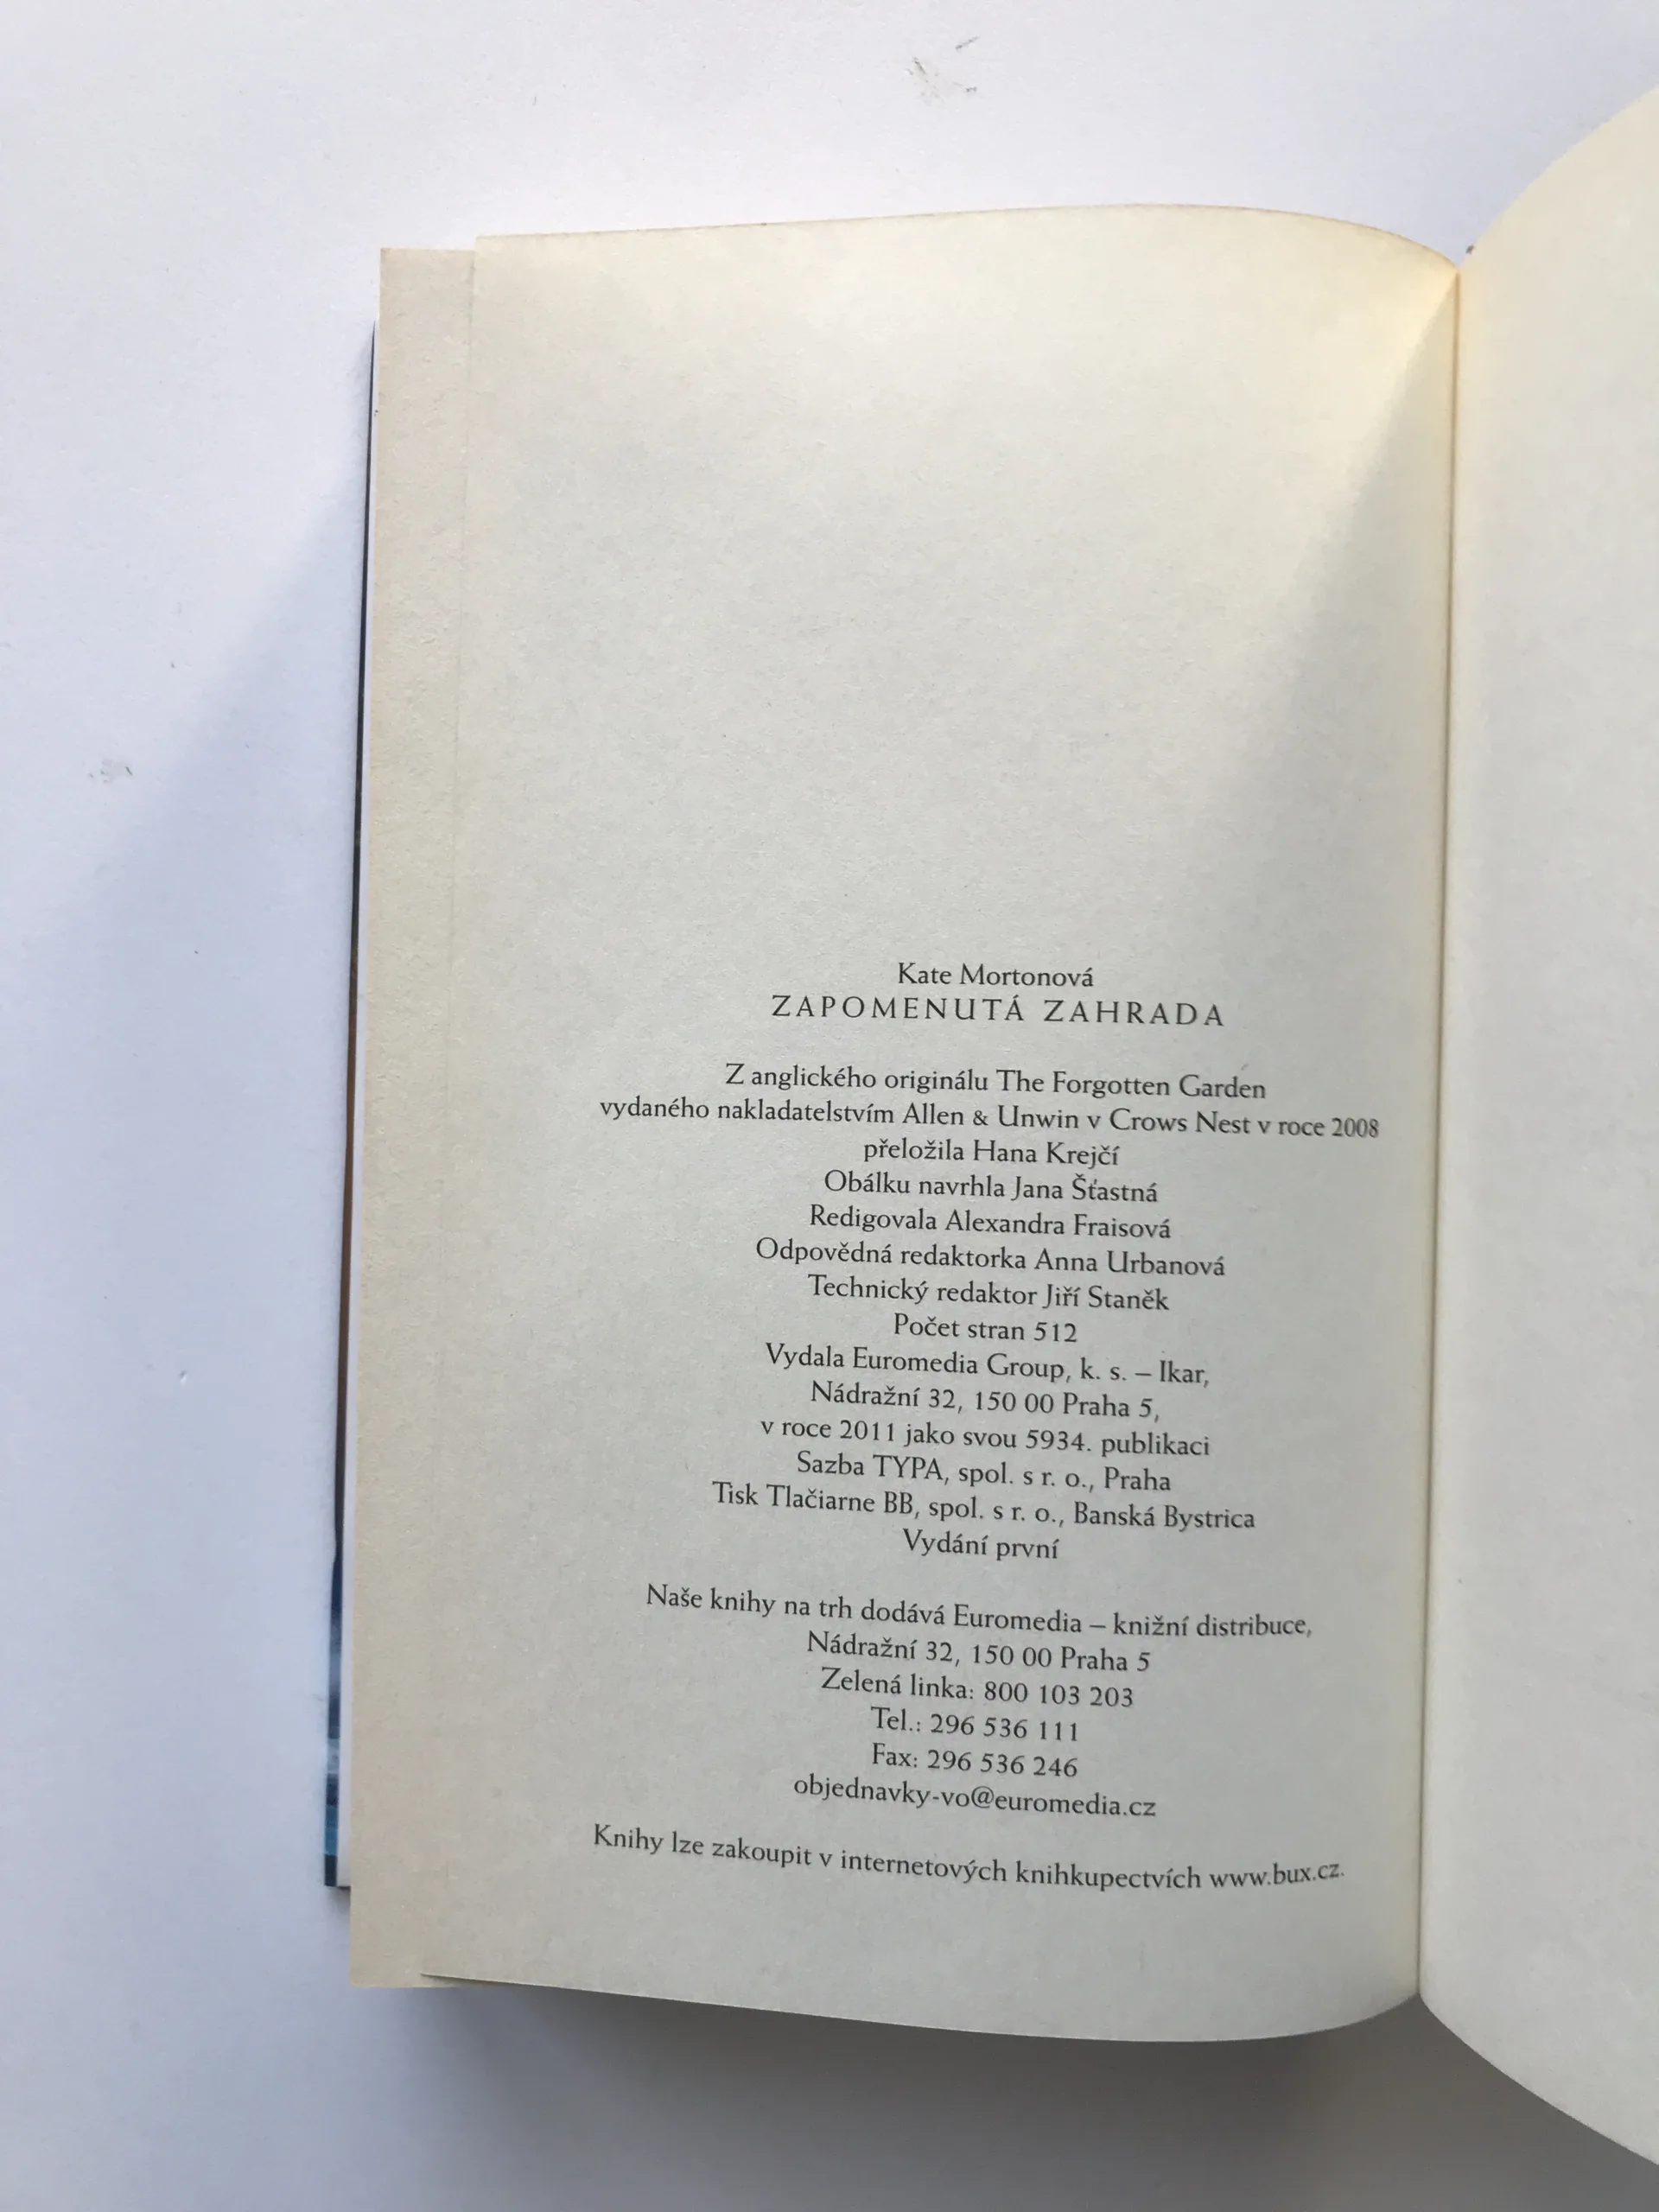 Kate Mortonová
ZAPOMENUTÁ ZAHRADA
Z anglického originálu The Forgotten Garden
vydaného nakladatelstvím Allen & Unwin v Crows Nest v roce 2008
přeložila Hana Krejčí
Obálku navrhla Jana Šťastná
Redigovala Alexandra Fraisová
Odpovědná redaktorka Anna Urbanová
Technický redaktor Jiří Staněk
Počet stran 512
Vydala Euromedia Group, k. s. – Ikar,
Nádražní 32, 150 00 Praha 5,
v roce 2011 jako svou 5934. publikaci
Sazba TYPA, spol. s r. o., Praha
Tisk Tlačiarne BB, spol. s r. o., Banská Bystrica
Vydání první
Naše knihy na trh dodává Euromedia – knižní distribuce,
Nádražní 32, 150 00 Praha 5
Zelená linka: 800 103 203
Tel.: 296 536 111
Fax: 296 536 246
objednavky-vo@euromedia.cz
Knihy lze zakoupit v internetových knihkupectvích www.bux.cz.